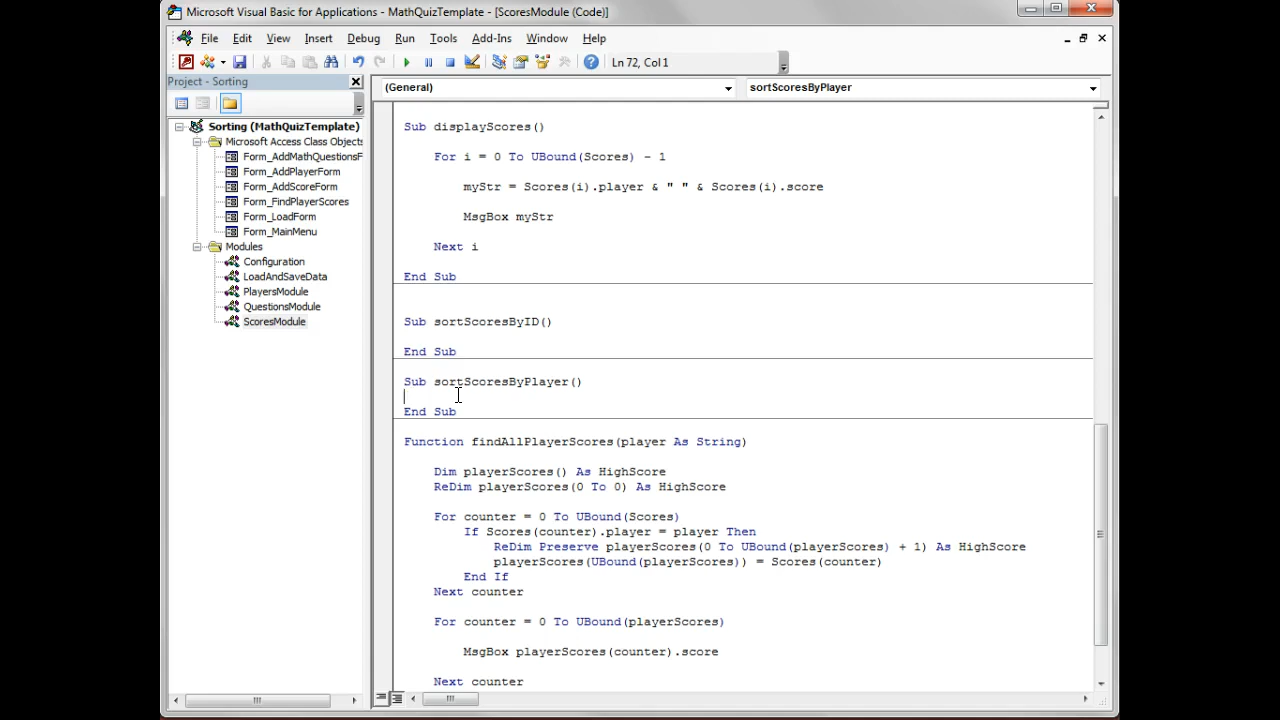 Microsoft Visual Basic for Applications - MathQuizTemplate - [ScoresModule (Code)]
File Edit View Insert Debug Run Tools Add-Ins Window Help
Ln 72, Col 1
Project - Sorting
(General) sortScoresByPlayer
Sorting (MathQuizTemplate)
Microsoft Access Class Objects
Form_AddMathQuestionsF
Form_AddPlayerForm
Form_AddScoreForm
Form_FindPlayerScores
Form_LoadForm
Form_MainMenu
Modules
Configuration
LoadAndSaveData
PlayersModule
QuestionsModule
ScoresModule
Sub displayScores()
For i = 0 To UBound(Scores) - 1
myStr = Scores(i).player & " " & Scores(i).score
MsgBox myStr
Next i
End Sub
Sub sortScoresByID()
End Sub
Sub sortScoresByPlayer()
End Sub
Function findAllPlayerScores(player As String)
Dim playerScores() As HighScore
ReDim playerScores(0 To 0) As HighScore
For counter = 0 To UBound(Scores)
If Scores(counter).player = player Then
ReDim Preserve playerScores(0 To UBound(playerScores) + 1) As HighScore
playerScores(UBound(playerScores)) = Scores(counter)
End If
Next counter
For counter = 0 To UBound(playerScores)
MsgBox playerScores(counter).score
Next counter